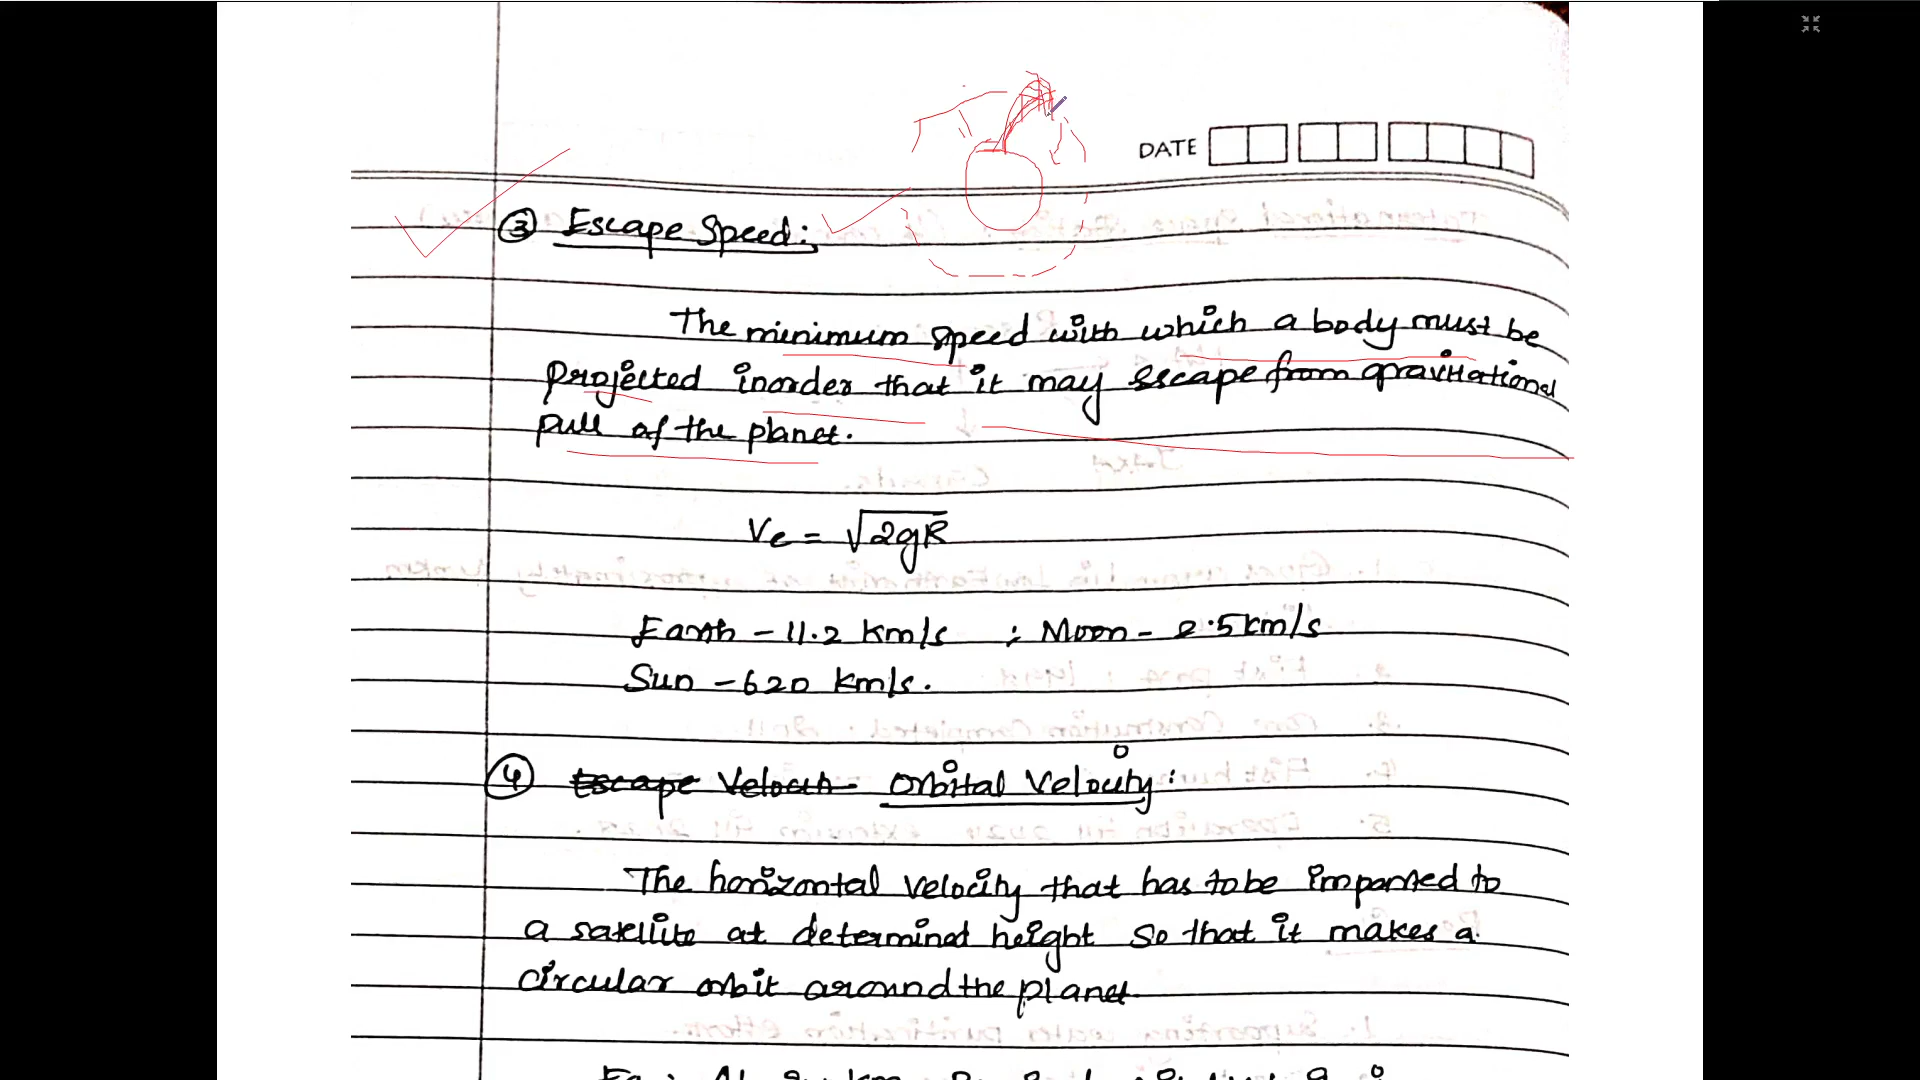 DATE
③ Escape Speed:
The minimum speed with which a body must be
projected inorder that it may escape from gravitational
pull of the planet.
Ve = √2gR
Earth - 11.2 km/s ; Moon - 2.5 km/s
Sun - 620 km/s.
④ Escape Velocity Orbital Velocity:
The horizontal velocity that has to be imparted to
a satellite at determined height so that it makes a
circular orbit around the planet.